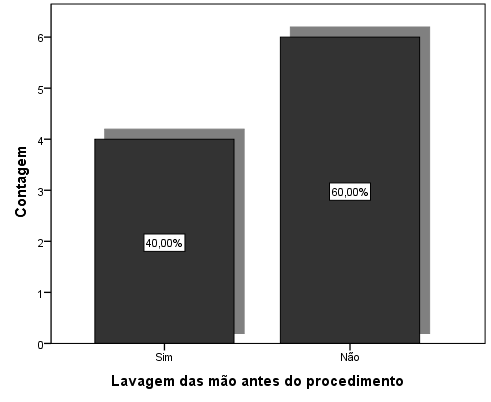 Contagem
6
5
4
3
2
1
0
40,00%
60,00%
Sim
Não
Lavagem das mão antes do procedimento